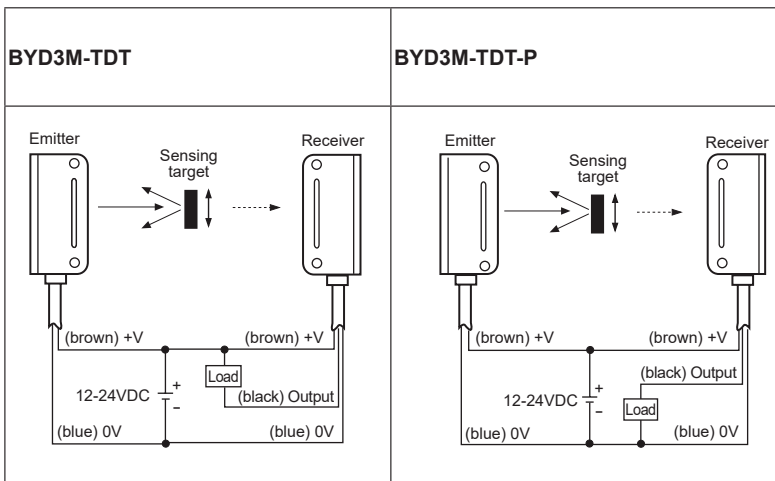 BYD3M-TDT
BYD3M-TDT-P
Emitter
Receiver
Sensing
target
(brown) +V
(brown) +V
Load
12-24VDC
+
−
(black) Output
(blue) 0V
(blue) 0V
Emitter
Receiver
Sensing
target
(brown) +V
(brown) +V
(black) Output
12-24VDC
+
−
Load
(blue) 0V
(blue) 0V